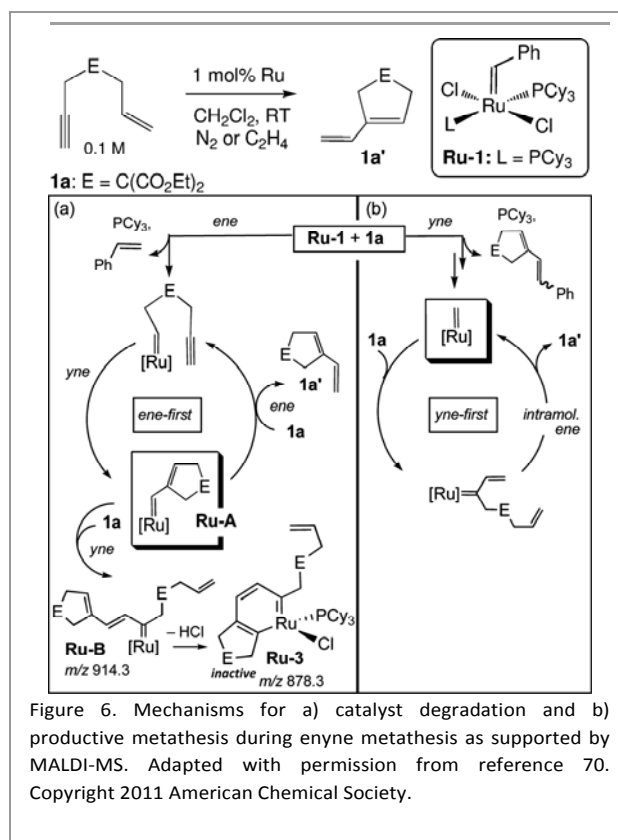 E
1 mol% Ru
CH₂Cl₂, RT
N₂ or C₂H₄
0.1 M
E
1a'
Ph
Cl
Ru
PCy₃
L
Cl
Ru-1: L = PCy₃
1a: E = C(CO₂Et)₂
(a)
PCy₃,
Ph
ene
Ru-1 + 1a
E
[Ru]
yne
ene-first
E
1a'
ene
1a
E
[Ru]
Ru-A
1a
yne
E
E
Ru-B
[Ru]
m/z 914.3
– HCl
E
Ru
PCy₃
Cl
E
Ru-3
inactive
m/z 878.3
(b)
yne
PCy₃,
E
Ph
[Ru]
1a
1a'
yne-first
intramol.
ene
[Ru]
E
Figure 6. Mechanisms for a) catalyst degradation and b)
productive metathesis during enyne metathesis as supported by
MALDI-MS. Adapted with permission from reference 70.
Copyright 2011 American Chemical Society.